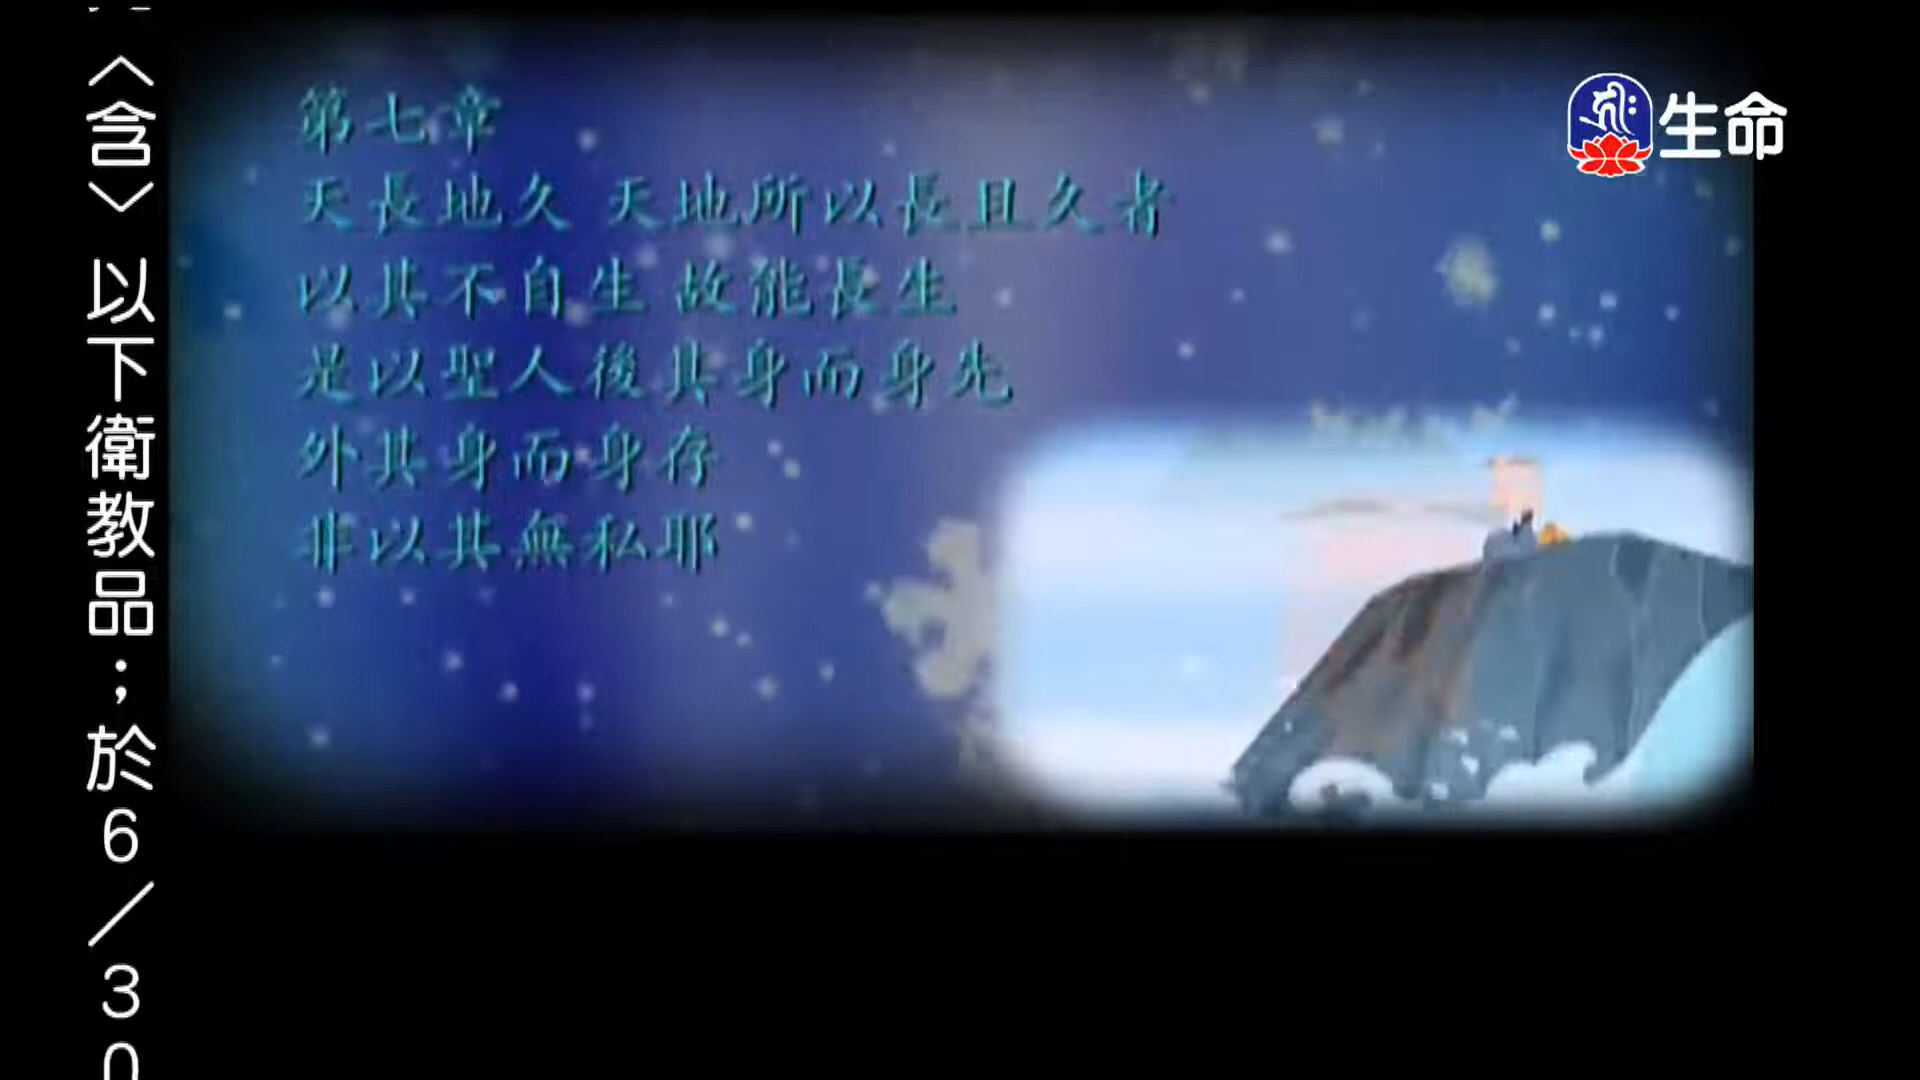 第七章
天長地久 天地所以長且久者
以其不自生 故能長生
是以聖人後其身而身先
外其身而身存
非以其無私耶
生命
〈含〉以下衛教品；於6/30